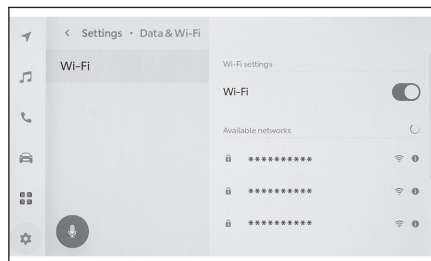 < Settings • Data & Wi-Fi
Wi-Fi
Wi-Fi settings
Wi-Fi
Available networks
**********
**********
**********